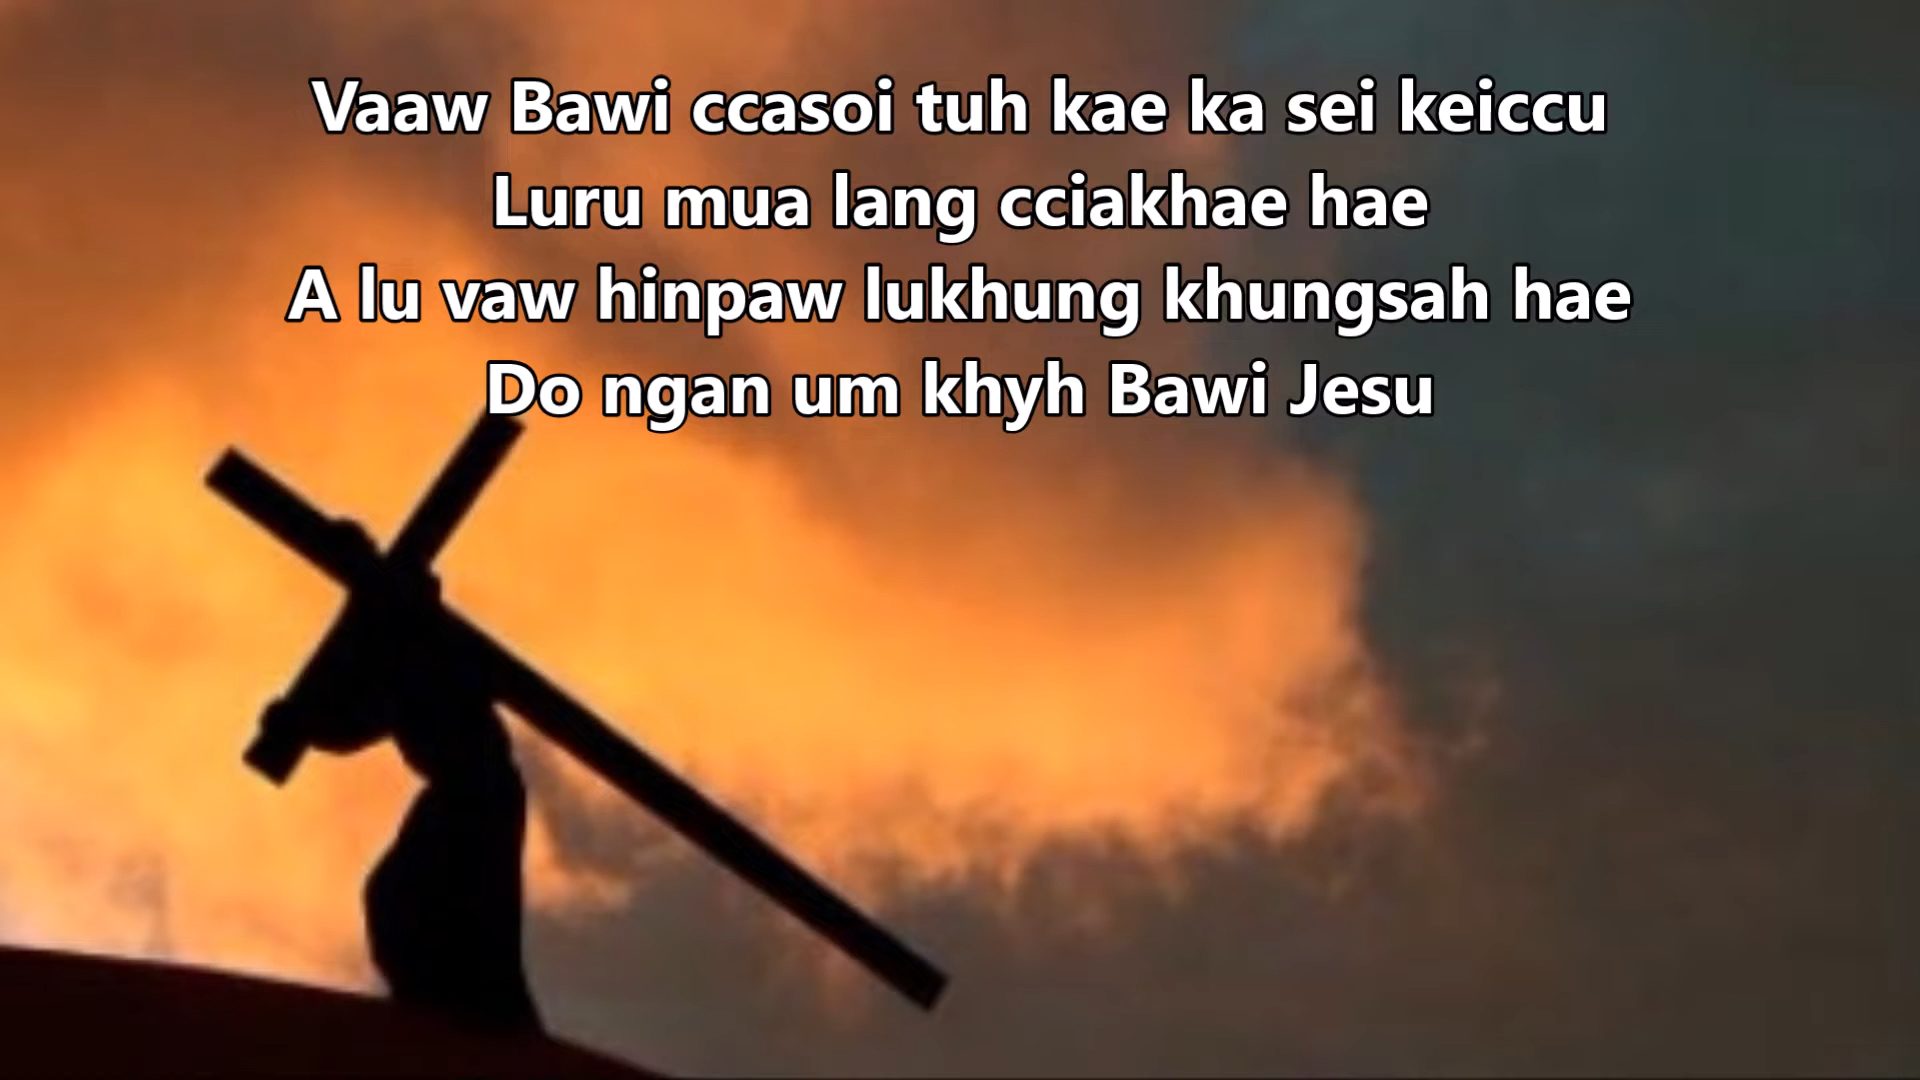 Vaaw Bawi ccasoi tuh kae ka sei keiccu
Luru mua lang cciakhae hae
A lu vaw hinpaw lukhung khungsah hae
Do ngan um khyh Bawi Jesu